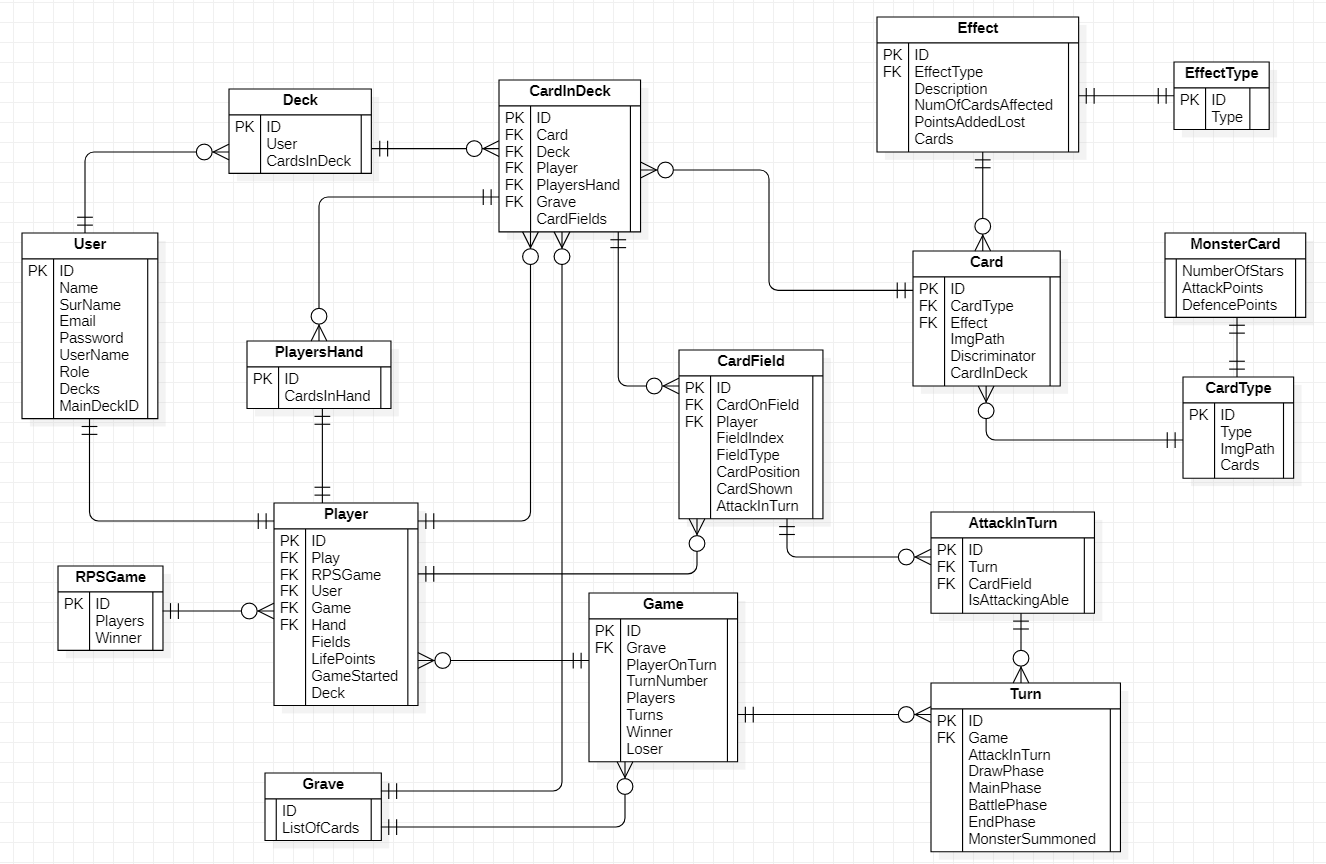 Effect
PK ID
FK EffectType
Description
NumOfCardsAffected
PointsAddedLost
Cards
EffectType
PK ID
Type
Deck
PK ID
User
CardsInDeck
CardInDeck
PK ID
FK Card
FK Deck
FK Player
FK PlayersHand
FK Grave
CardFields
User
PK ID
Name
SurName
Email
Password
UserName
Role
Decks
MainDeckID
MonsterCard
NumberOfStars
AttackPoints
DefencePoints
Card
PK ID
FK CardType
FK Effect
ImgPath
Discriminator
CardInDeck
PlayersHand
PK ID
CardsInHand
CardField
PK ID
FK CardOnField
FK Player
FieldIndex
FieldType
CardPosition
CardShown
AttackInTurn
CardType
PK ID
Type
ImgPath
Cards
Player
PK ID
FK Play
FK RPSGame
FK User
FK Game
FK Hand
Fields
LifePoints
GameStarted
Deck
AttackInTurn
PK ID
FK Turn
FK CardField
IsAttackingAble
RPSGame
PK ID
Players
Winner
Game
PK ID
FK Grave
PlayerOnTurn
TurnNumber
Players
Turns
Winner
Loser
Turn
PK ID
FK Game
AttackInTurn
DrawPhase
MainPhase
BattlePhase
EndPhase
MonsterSummoned
Grave
ID
ListOfCards